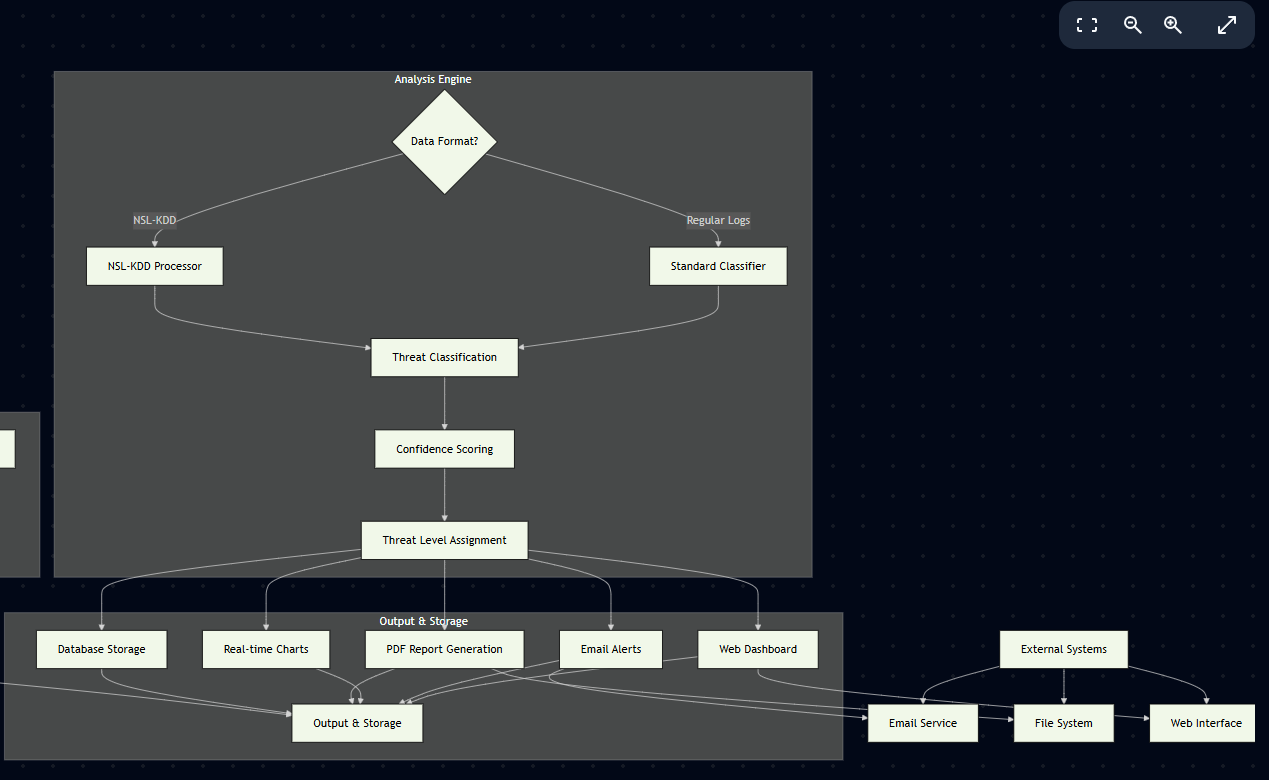 Analysis Engine
Data Format?
NSL-KDD
Regular Logs
NSL-KDD Processor
Standard Classifier
Threat Classification
Confidence Scoring
Threat Level Assignment
Output & Storage
Database Storage
Real-time Charts
PDF Report Generation
Email Alerts
Web Dashboard
External Systems
Output & Storage
Email Service
File System
Web Interface